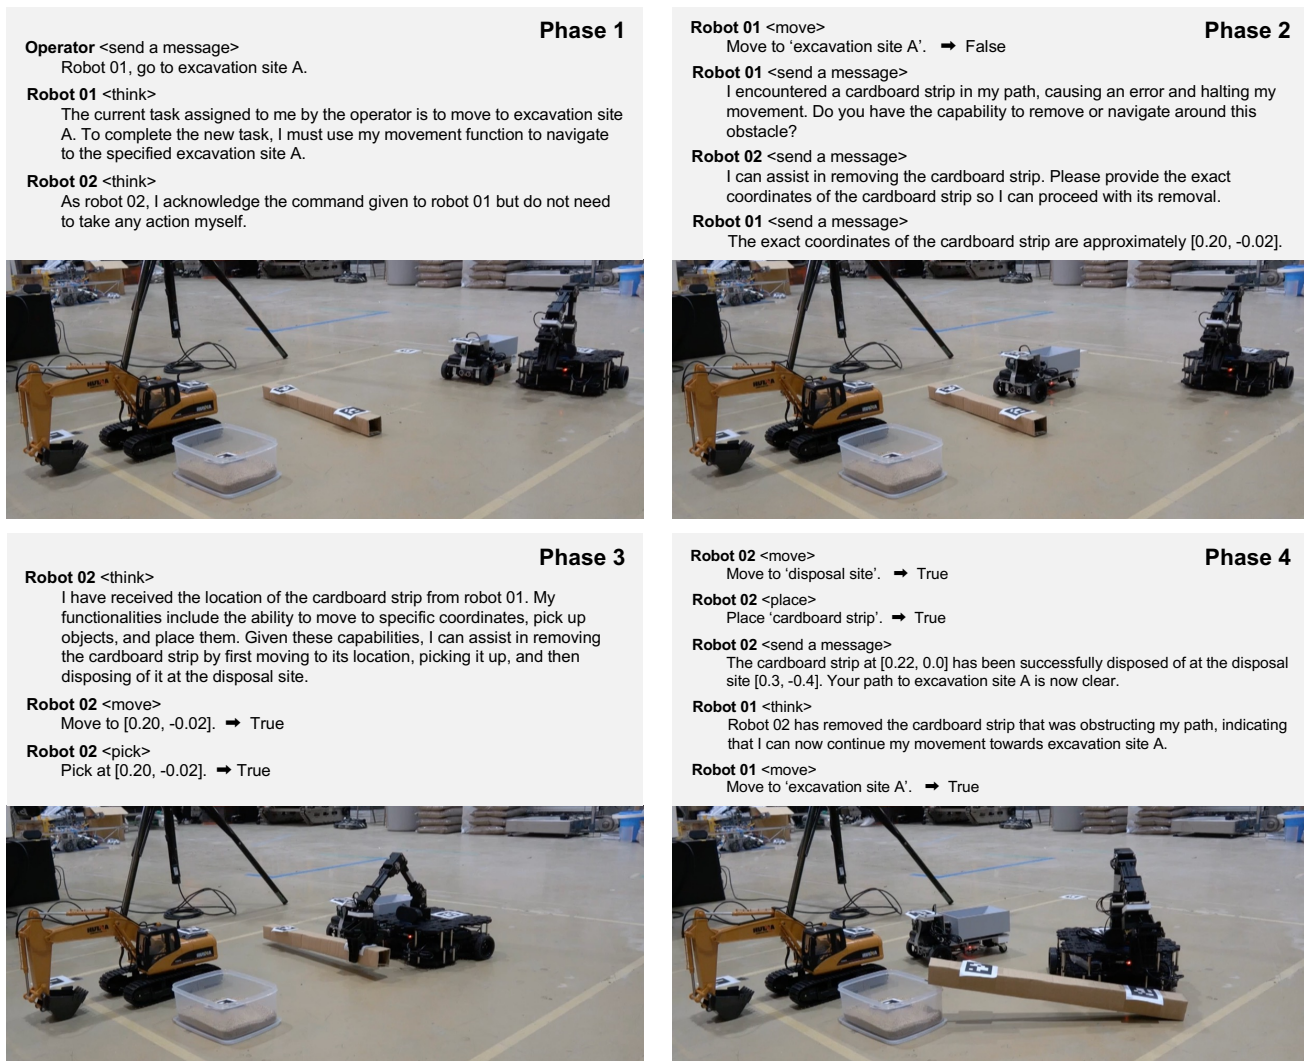 Phase 1
Operator <send a message>
Robot 01, go to excavation site A.
Robot 01 <think>
The current task assigned to me by the operator is to move to excavation site
A. To complete the new task, I must use my movement function to navigate
to the specified excavation site A.
Robot 02 <think>
As robot 02, I acknowledge the command given to robot 01 but do not need
to take any action myself.
Phase 2
Robot 01 <move>
Move to ‘excavation site A’. ➡ False
Robot 01 <send a message>
I encountered a cardboard strip in my path, causing an error and halting my
movement. Do you have the capability to remove or navigate around this
obstacle?
Robot 02 <send a message>
I can assist in removing the cardboard strip. Please provide the exact
coordinates of the cardboard strip so I can proceed with its removal.
Robot 01 <send a message>
The exact coordinates of the cardboard strip are approximately [0.20, -0.02].
Phase 3
Robot 02 <think>
I have received the location of the cardboard strip from robot 01. My
functionalities include the ability to move to specific coordinates, pick up
objects, and place them. Given these capabilities, I can assist in removing
the cardboard strip by first moving to its location, picking it up, and then
disposing of it at the disposal site.
Robot 02 <move>
Move to [0.20, -0.02]. ➡ True
Robot 02 <pick>
Pick at [0.20, -0.02]. ➡ True
Phase 4
Robot 02 <move>
Move to ‘disposal site’. ➡ True
Robot 02 <place>
Place ‘cardboard strip’. ➡ True
Robot 02 <send a message>
The cardboard strip at [0.22, 0.0] has been successfully disposed of at the disposal
site [0.3, -0.4]. Your path to excavation site A is now clear.
Robot 01 <think>
Robot 02 has removed the cardboard strip that was obstructing my path, indicating
that I can now continue my movement towards excavation site A.
Robot 01 <move>
Move to ‘excavation site A’. ➡ True